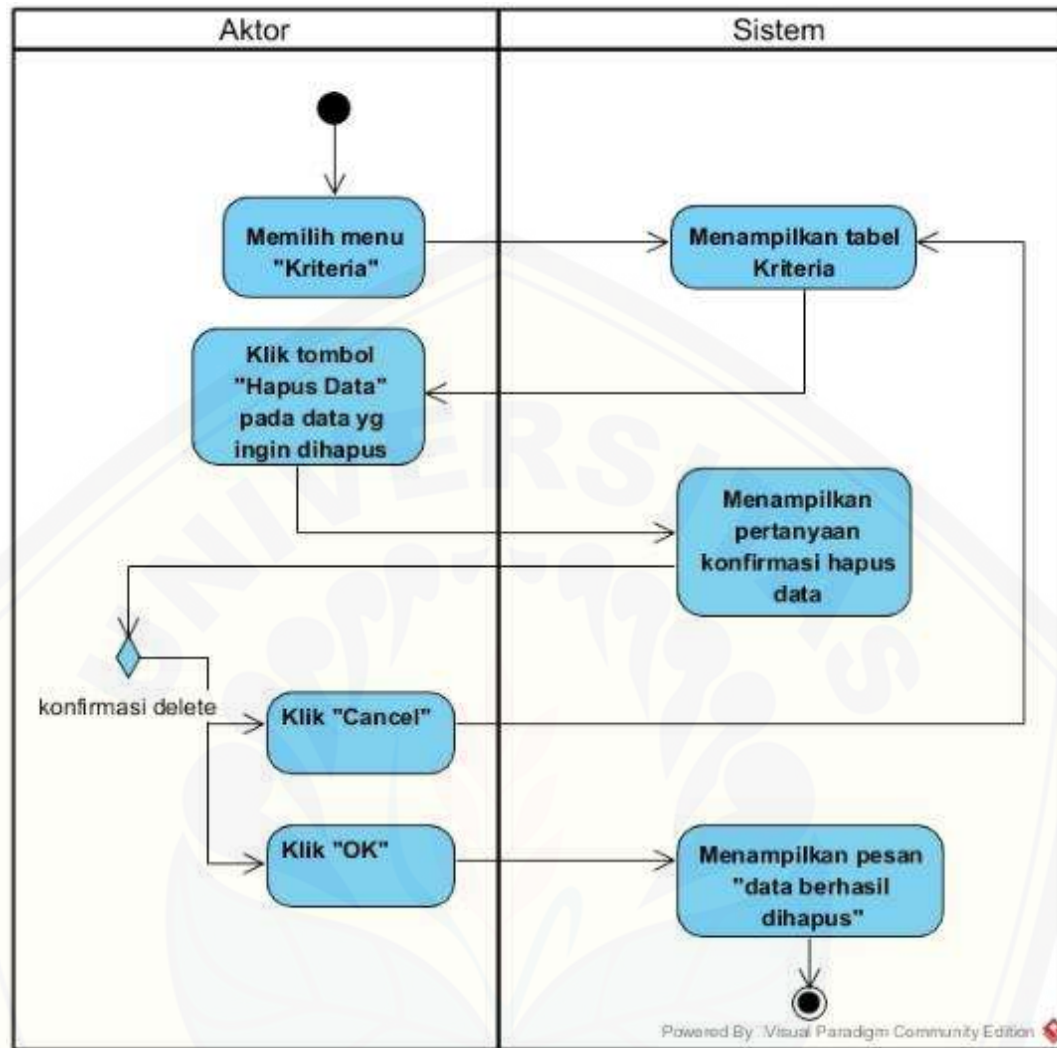 Aktor
Sistem
Memilih menu
"Kriteria"
Menampilkan tabel
Kriteria
Klik tombol
"Hapus Data"
pada data yg
ingin dihapus
Menampilkan
pertanyaan
konfirmasi hapus
data
konfirmasi delete
Klik "Cancel"
Klik "OK"
Menampilkan pesan
"data berhasil
dihapus"
UNIVERSITAS
Powered By Visual Paradigm Community Edition